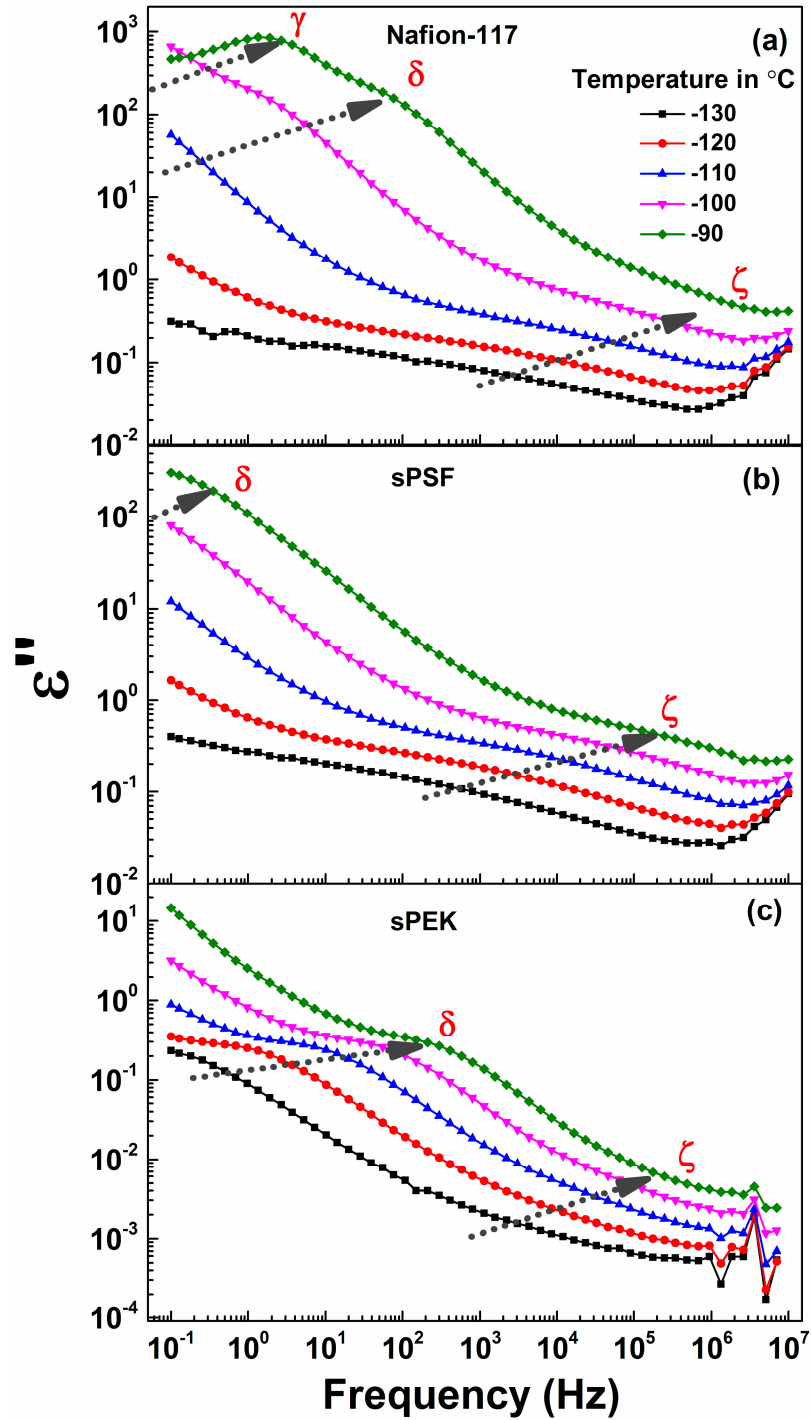 Nafion-117
(a)
γ
δ
ζ
Temperature in °C
-130
-120
-110
-100
-90
10³
10²
10¹
10⁰
10⁻¹
10⁻²
sPSF
(b)
δ
ζ
10²
10¹
10⁰
10⁻¹
10⁻²
ε"
sPEK
(c)
δ
ζ
10¹
10⁰
10⁻¹
10⁻²
10⁻³
10⁻⁴
10⁻¹ 10⁰ 10¹ 10² 10³ 10⁴ 10⁵ 10⁶ 10⁷
Frequency (Hz)